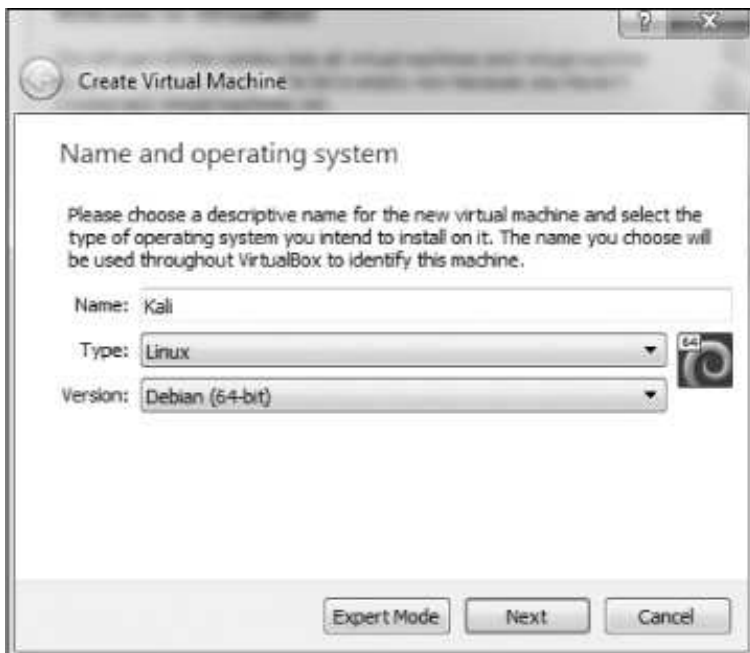 ?
Create Virtual Machine
Name and operating system
Please choose a descriptive name for the new virtual machine and select the
type of operating system you intend to install on it. The name you choose will
be used throughout VirtualBox to identify this machine.
Name: Kali
Type: Linux
64
Version: Debian (64-bit)
Expert Mode Next Cancel